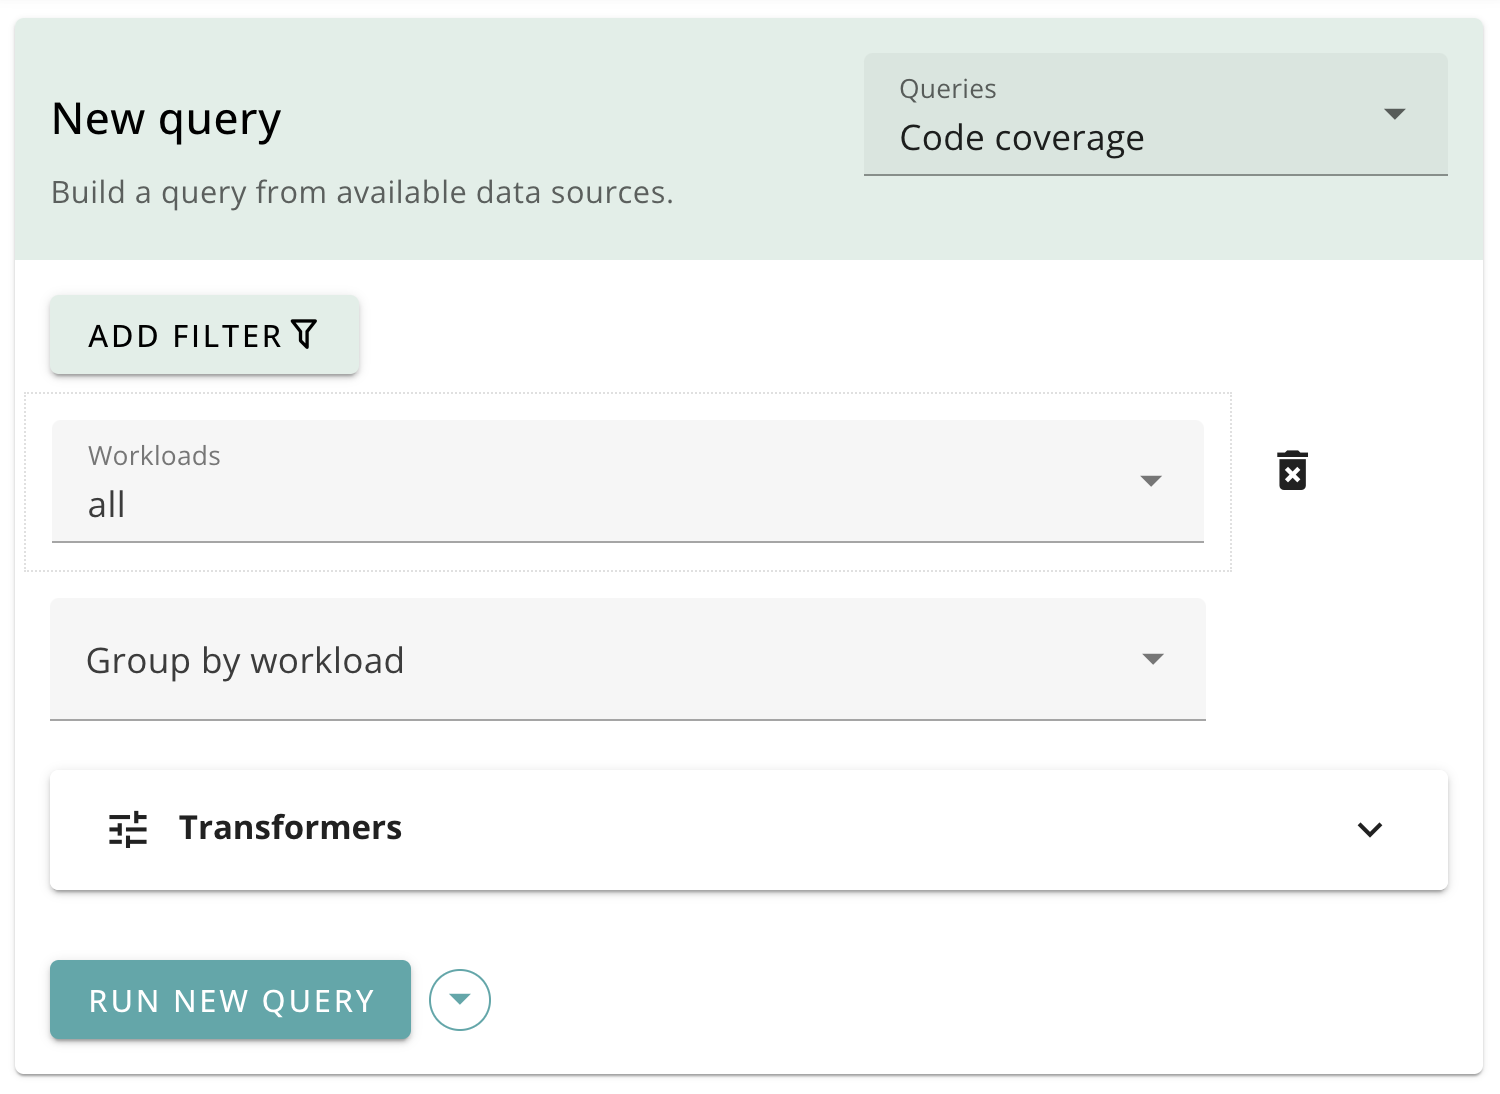 New query
Build a query from available data sources.
Queries
Code coverage
ADD FILTER
Workloads
all
Group by workload
Transformers
RUN NEW QUERY